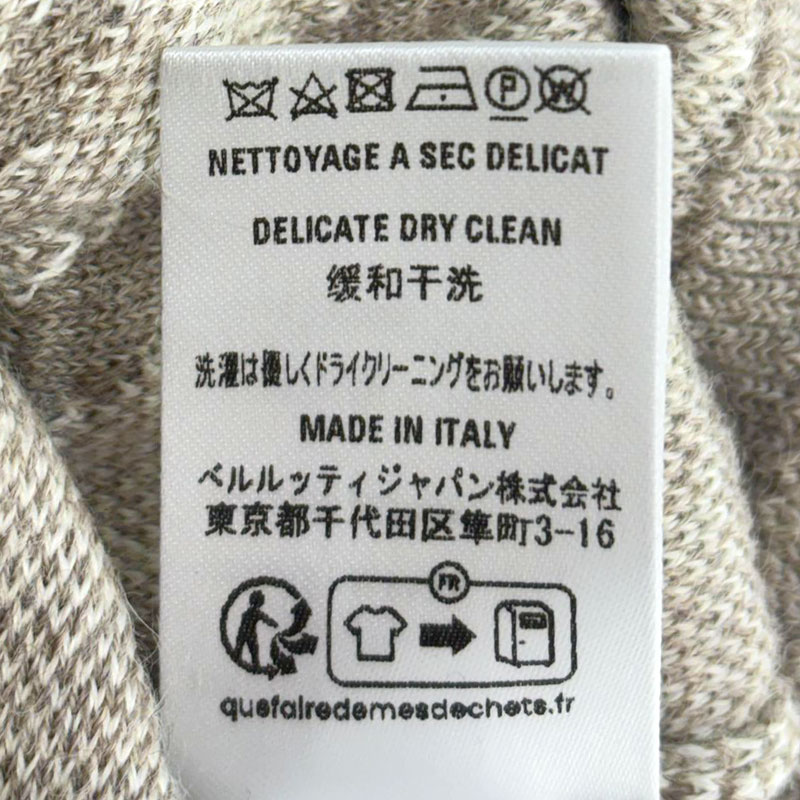 P W
NETTOYAGE A SEC DELICAT
DELICATE DRY CLEAN
缓和干洗
洗濯は優しくドライクリーニングをお願いします。
MADE IN ITALY
ベルルッティジャパン株式会社
東京都千代田区隼町3-16
FR
quefairedemesdechets.fr